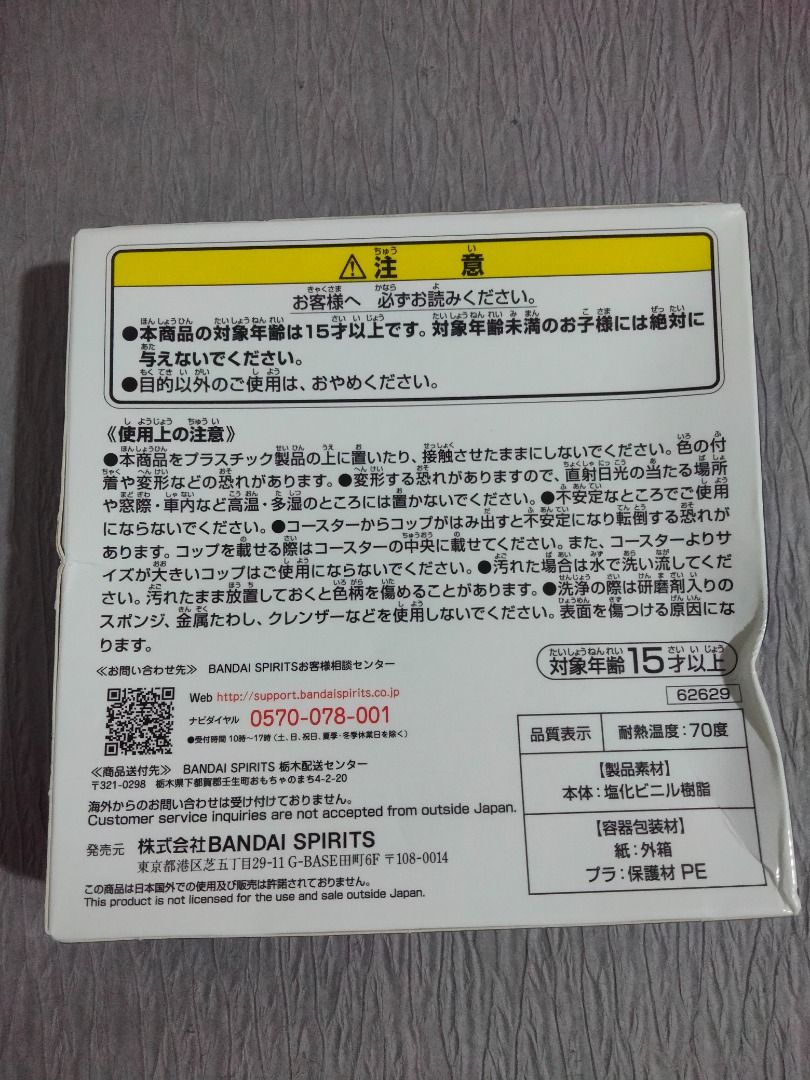 ⚠注意
お客様へ 必ずお読みください。
●本商品の対象年齢は15才以上です。対象年齢未満のお子様には絶対に
与えないでください。
●目的以外のご使用は、おやめください。
《使用上の注意》
●本商品をプラスチック製品の上に置いたり、接触させたままにしないでください。色の付
着や変形などの恐れがあります。●変形する恐れがありますので、直射日光の当たる場所
や窓際・車内など高温・多湿のところには置かないでください。●不安定なところでご使用
にならないでください。●コースターからコップがはみ出すと不安定になり転倒する恐れが
あります。コップを載せる際はコースターの中央に載せてください。また、コースターよりサ
イズが大きいコップはご使用にならないでください。●汚れた場合は水で洗い流してくだ
さい。汚れたまま放置しておくと色柄を傷めることがあります。●洗浄の際は研磨剤入りの
スポンジ、金属たわし、クレンザーなどを使用しないでください。表面を傷つける原因にな
ります。
対象年齢15才以上
62629
≪お問い合わせ先≫ BANDAI SPIRITSお客様相談センター
Web http://support.bandaispirits.co.jp
ナビダイヤル 0570-078-001
●受付時間 10時〜17時(土、日、祝日、夏季・冬季休業日を除く)
≪商品送付先≫ BANDAI SPIRITS 栃木配送センター
〒321-0298 栃木県下都賀郡壬生町おもちゃのまち4-2-20
海外からのお問い合わせは受け付けておりません。
Customer service inquiries are not accepted from outside Japan.
発売元 株式会社BANDAI SPIRITS
東京都港区芝五丁目29-11 G-BASE田町6F 〒108-0014
この商品は日本国外での使用及び販売は許諾されておりません。
This product is not licensed for the use and sale outside Japan.
品質表示 耐熱温度:70度
【製品素材】
本体:塩化ビニル樹脂
【容器包装材】
紙:外箱
プラ:保護材 PE